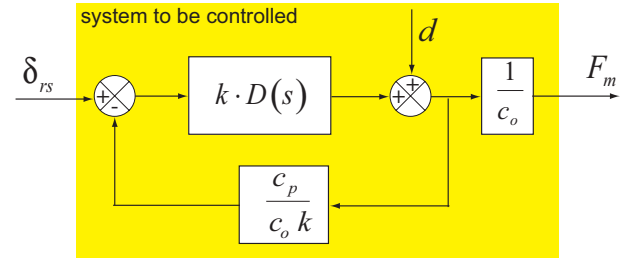 system to be controlled
d
δ_rs
+
-
k · D(s)
+
+
1/c_o
F_m
c_p/(c_o k)